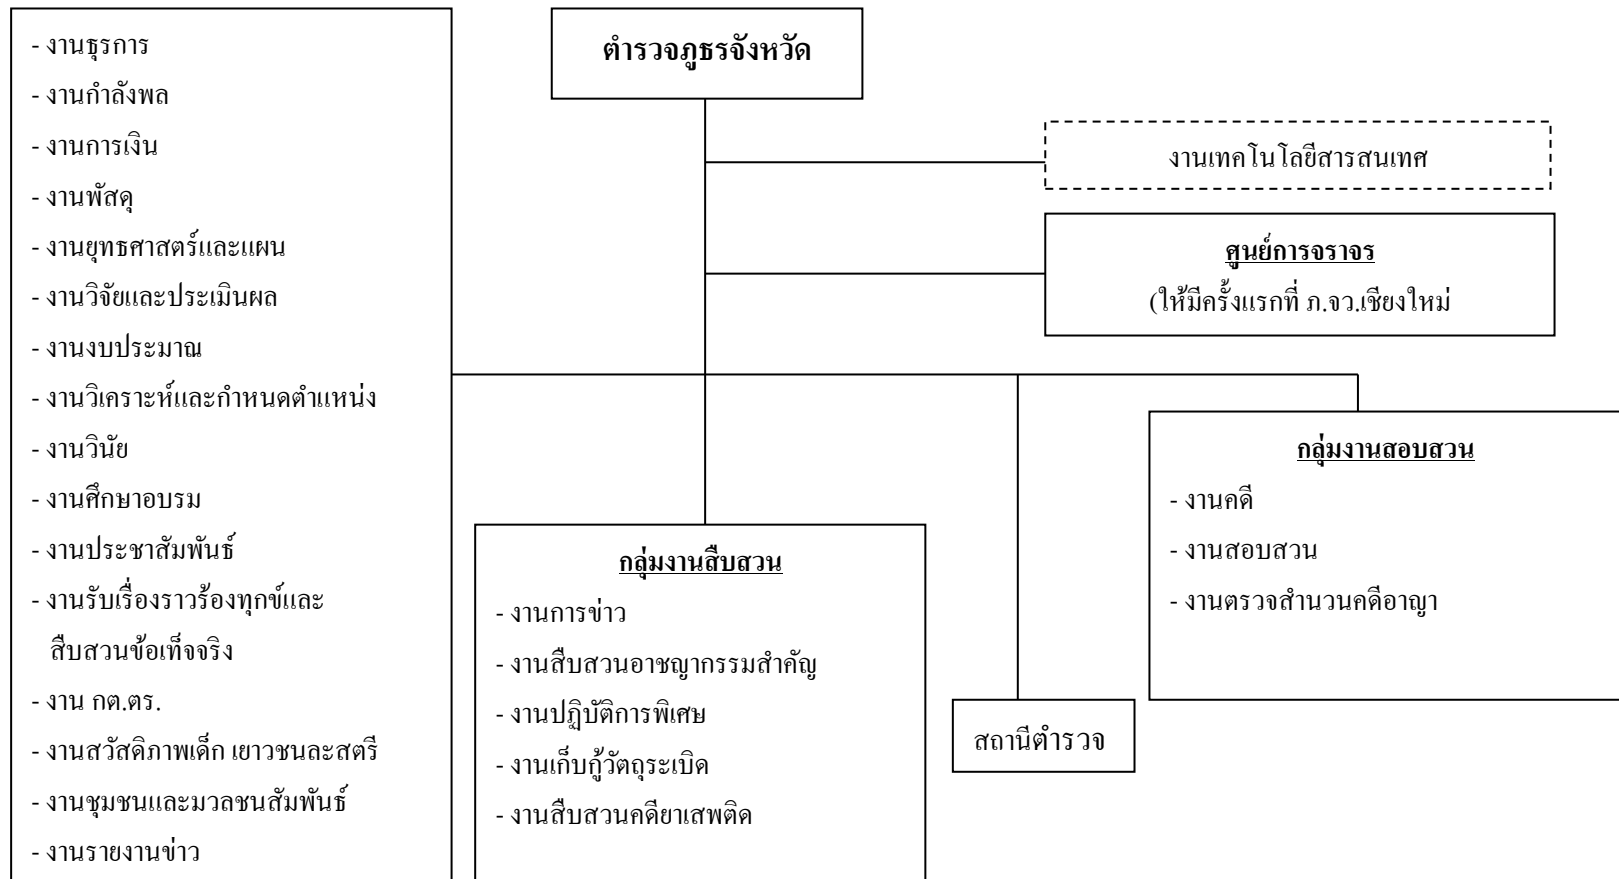 - งานธุรการ
- งานกำลังพล
- งานการเงิน
- งานพัสดุ
- งานยุทธศาสตร์และแผน
- งานวิจัยและประเมินผล
- งานงบประมาณ
- งานวิเคราะห์และกำหนดตำแหน่ง
- งานวินัย
- งานศึกษาอบรม
- งานประชาสัมพันธ์
- งานรับเรื่องราวร้องทุกข์และ
สืบสวนข้อเท็จจริง
- งาน กต.ตร.
- งานสวัสดิภาพเด็ก เยาวชนละสตรี
- งานชุมชนและมวลชนสัมพันธ์
- งานรายงานข่าว
ตำรวจภูธรจังหวัด
งานเทคโนโลยีสารสนเทศ
ศูนย์การจราจร
(ให้มีครั้งแรกที่ ภ.จว.เชียงใหม่
กลุ่มงานสืบสวน
- งานการข่าว
- งานสืบสวนอาชญากรรมสำคัญ
- งานปฏิบัติการพิเศษ
- งานเก็บกู้วัตถุระเบิด
- งานสืบสวนคดียาเสพติด
สถานีตำรวจ
กลุ่มงานสอบสวน
- งานคดี
- งานสอบสวน
- งานตรวจสำนวนคดีอาญา